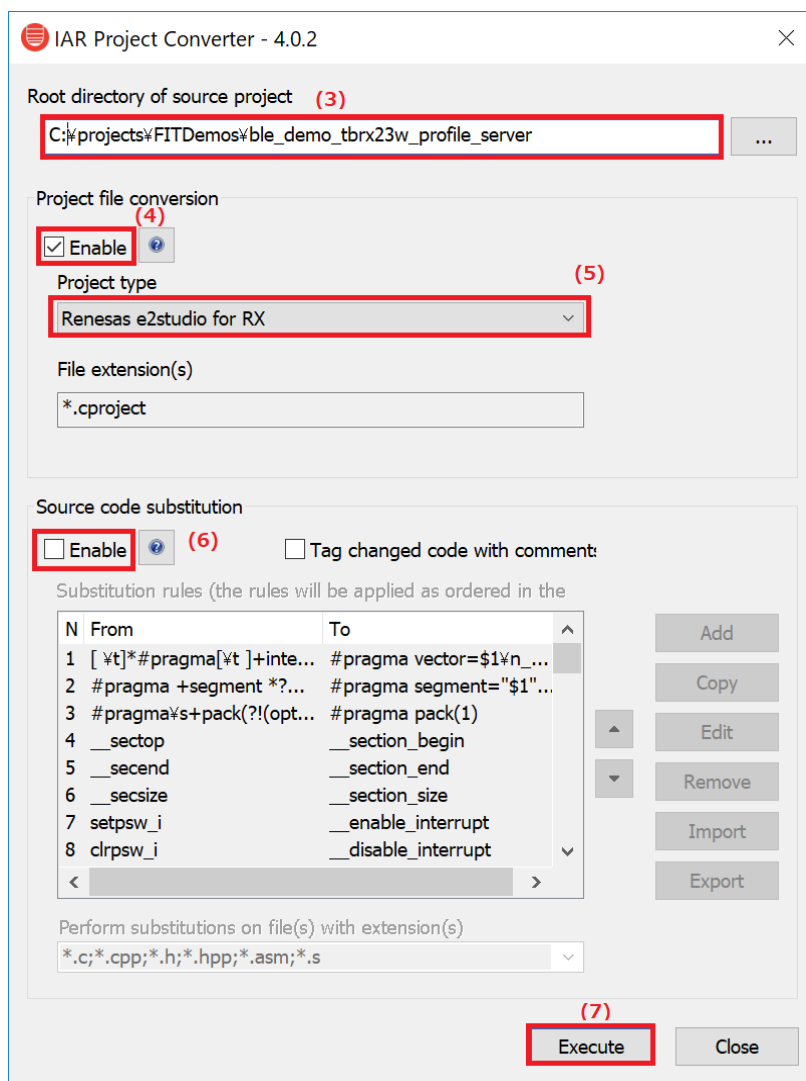 IAR Project Converter - 4.0.2
Root directory of source project (3)
C:¥projects¥FITDemos¥ble_demo_tbrx23w_profile_server
...
Project file conversion
(4)
Enable
Project type
(5)
Renesas e2studio for RX
File extension(s)
*.cproject
Source code substitution
Enable (6) Tag changed code with comments
Substitution rules (the rules will be applied as ordered in the
N From To
1 [ ¥t]*#pragma[¥t ]+inte... #pragma vector=$1¥n_...
2 #pragma +segment *?... #pragma segment="$1"...
3 #pragma¥s+pack(?!(opt... #pragma pack(1)
4 __sectop __section_begin
5 __secend __section_end
6 __secsize __section_size
7 setpsw_i __enable_interrupt
8 clrpsw_i __disable_interrupt
Add
Copy
Edit
Remove
Import
Export
Perform substitutions on file(s) with extension(s)
*.c;*.cpp;*.h;*.hpp;*.asm;*.s
(7)
Execute Close